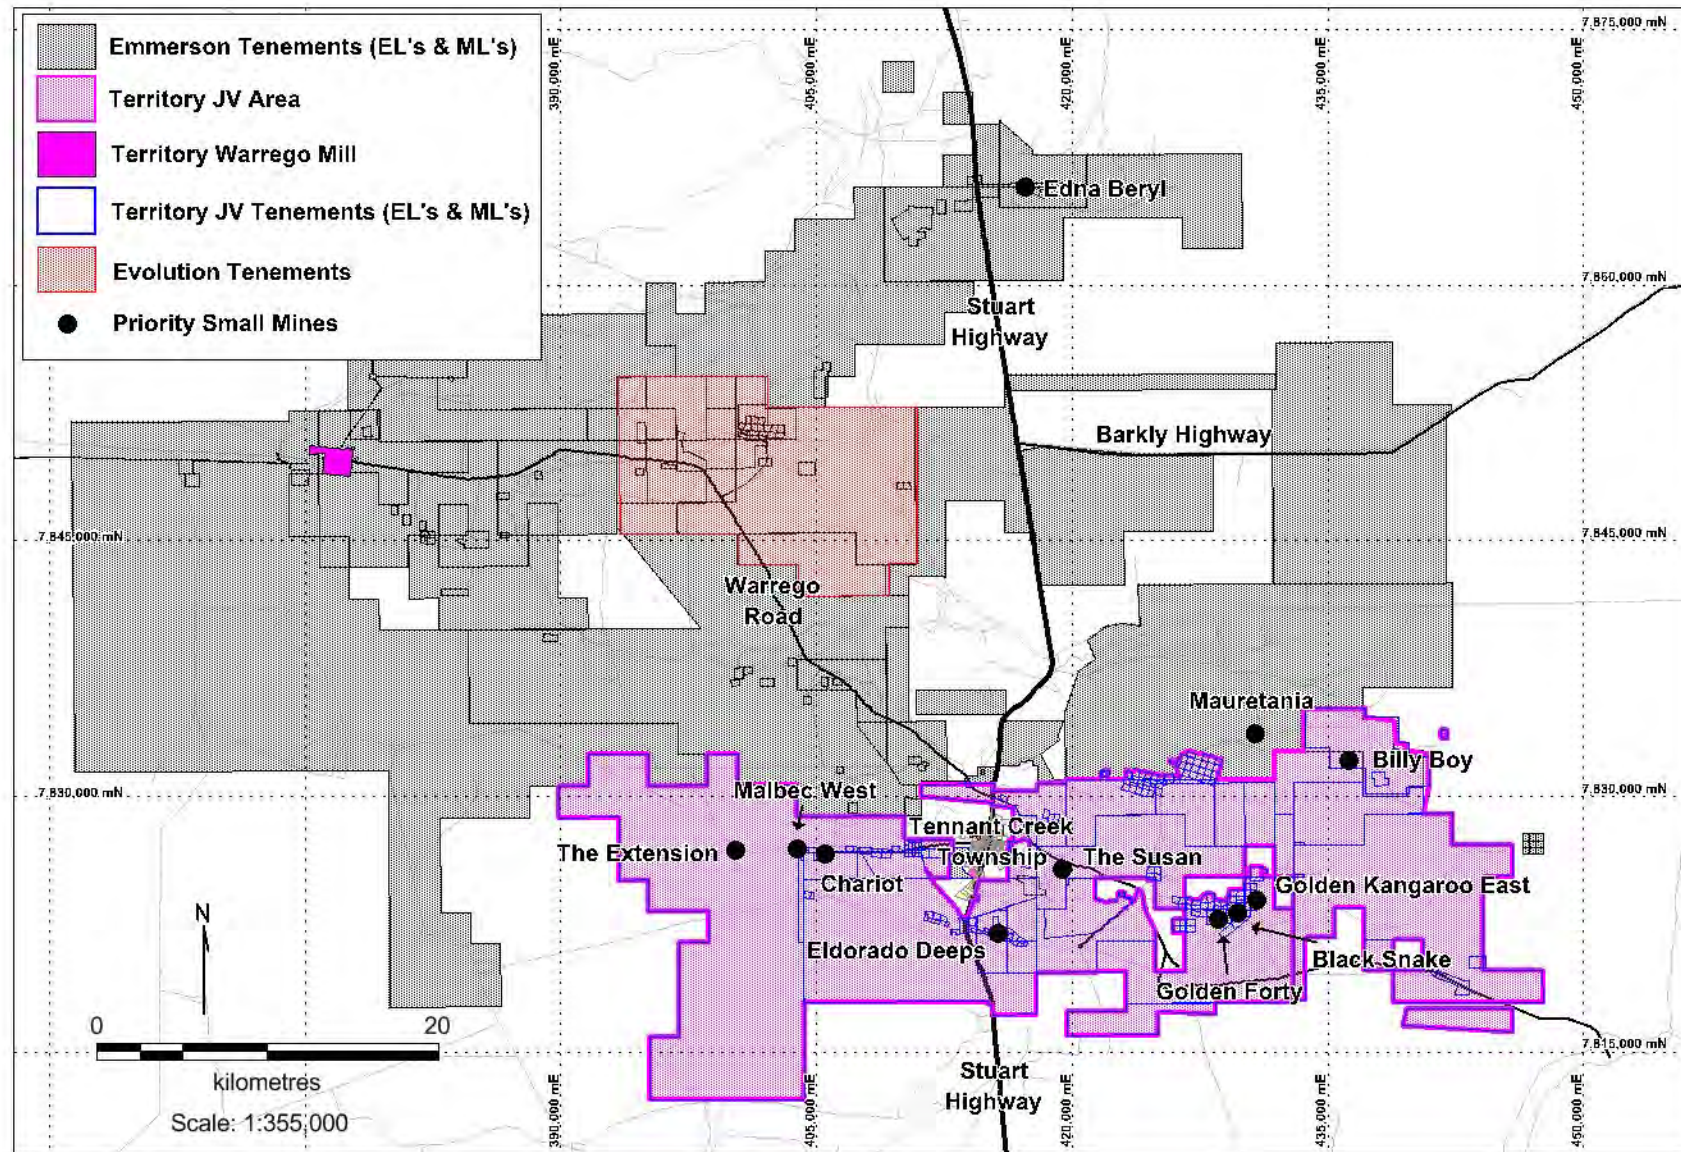 Emmerson Tenements (EL's & ML's)
Territory JV Area
Territory Warrego Mill
Territory JV Tenements (EL's & ML's)
Evolution Tenements
Priority Small Mines
390,000 mE
405,000 mE
420,000 mE
435,000 mE
450,000 mE
7,875,000 mN
Edna Beryl
7,860,000 mN
Stuart
Highway
Barkly Highway
7,845,000 mN
7,845,000 mN
Warrego
Road
Mauretania
Billy Boy
7,830,000 mN
Malbec West
7,830,000 mN
Tennant Creek
Township
The Extension
The Susan
Chariot
Golden Kangaroo East
Eldorado Deeps
Black Snake
Golden Forty
N
0
20
kilometres
Scale: 1:355,000
7,815,000 mN
Stuart
Highway
390,000 mE
405,000 mE
420,000 mE
435,000 mE
450,000 mE